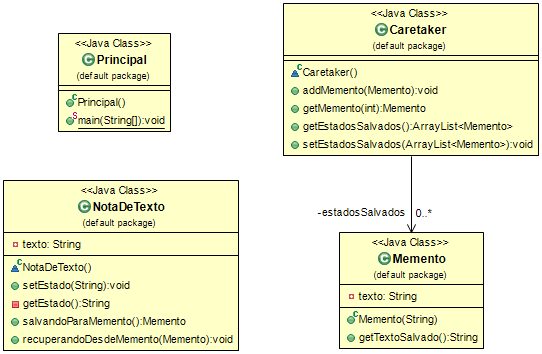 <<Java Class>>
Principal
(default package)
Principal()
main(String[]):void
<<Java Class>>
Caretaker
(default package)
Caretaker()
addMemento(Memento):void
getMemento(int):Memento
getEstadosSalvados():ArrayList<Memento>
setEstadosSalvados(ArrayList<Memento>):void
-estadosSalvados 0..*
<<Java Class>>
NotaDeTexto
(default package)
texto: String
NotaDeTexto()
setEstado(String):void
getEstado():String
salvandoParaMemento():Memento
recuperandoDesdeMemento(Memento):void
<<Java Class>>
Memento
(default package)
texto: String
Memento(String)
getTextoSalvado():String